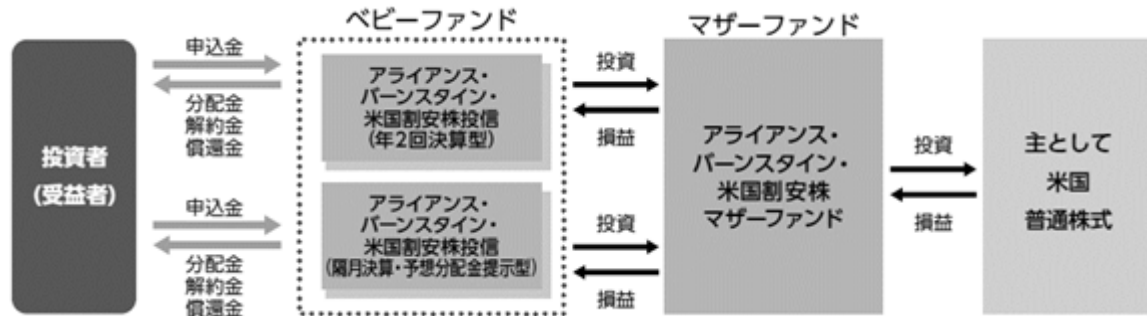 ベビーファンド
マザーファンド
投資者
(受益者)
申込金
分配金
解約金
償還金
アライアンス・
バーンスタイン・
米国割安株投信
(年2回決算型)
投資
損益
申込金
分配金
解約金
償還金
アライアンス・
バーンスタイン・
米国割安株投信
(隔月決算・予想分配金提示型)
投資
損益
アライアンス・
バーンスタイン・
米国割安株
マザーファンド
投資
損益
主として
米国
普通株式